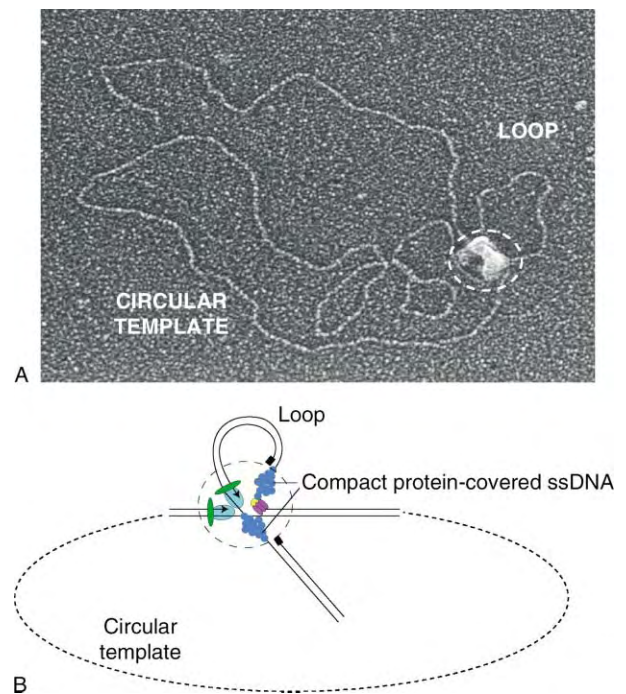 LOOP
CIRCULAR
TEMPLATE
A
Loop
Compact protein-covered ssDNA
Circular
template
B